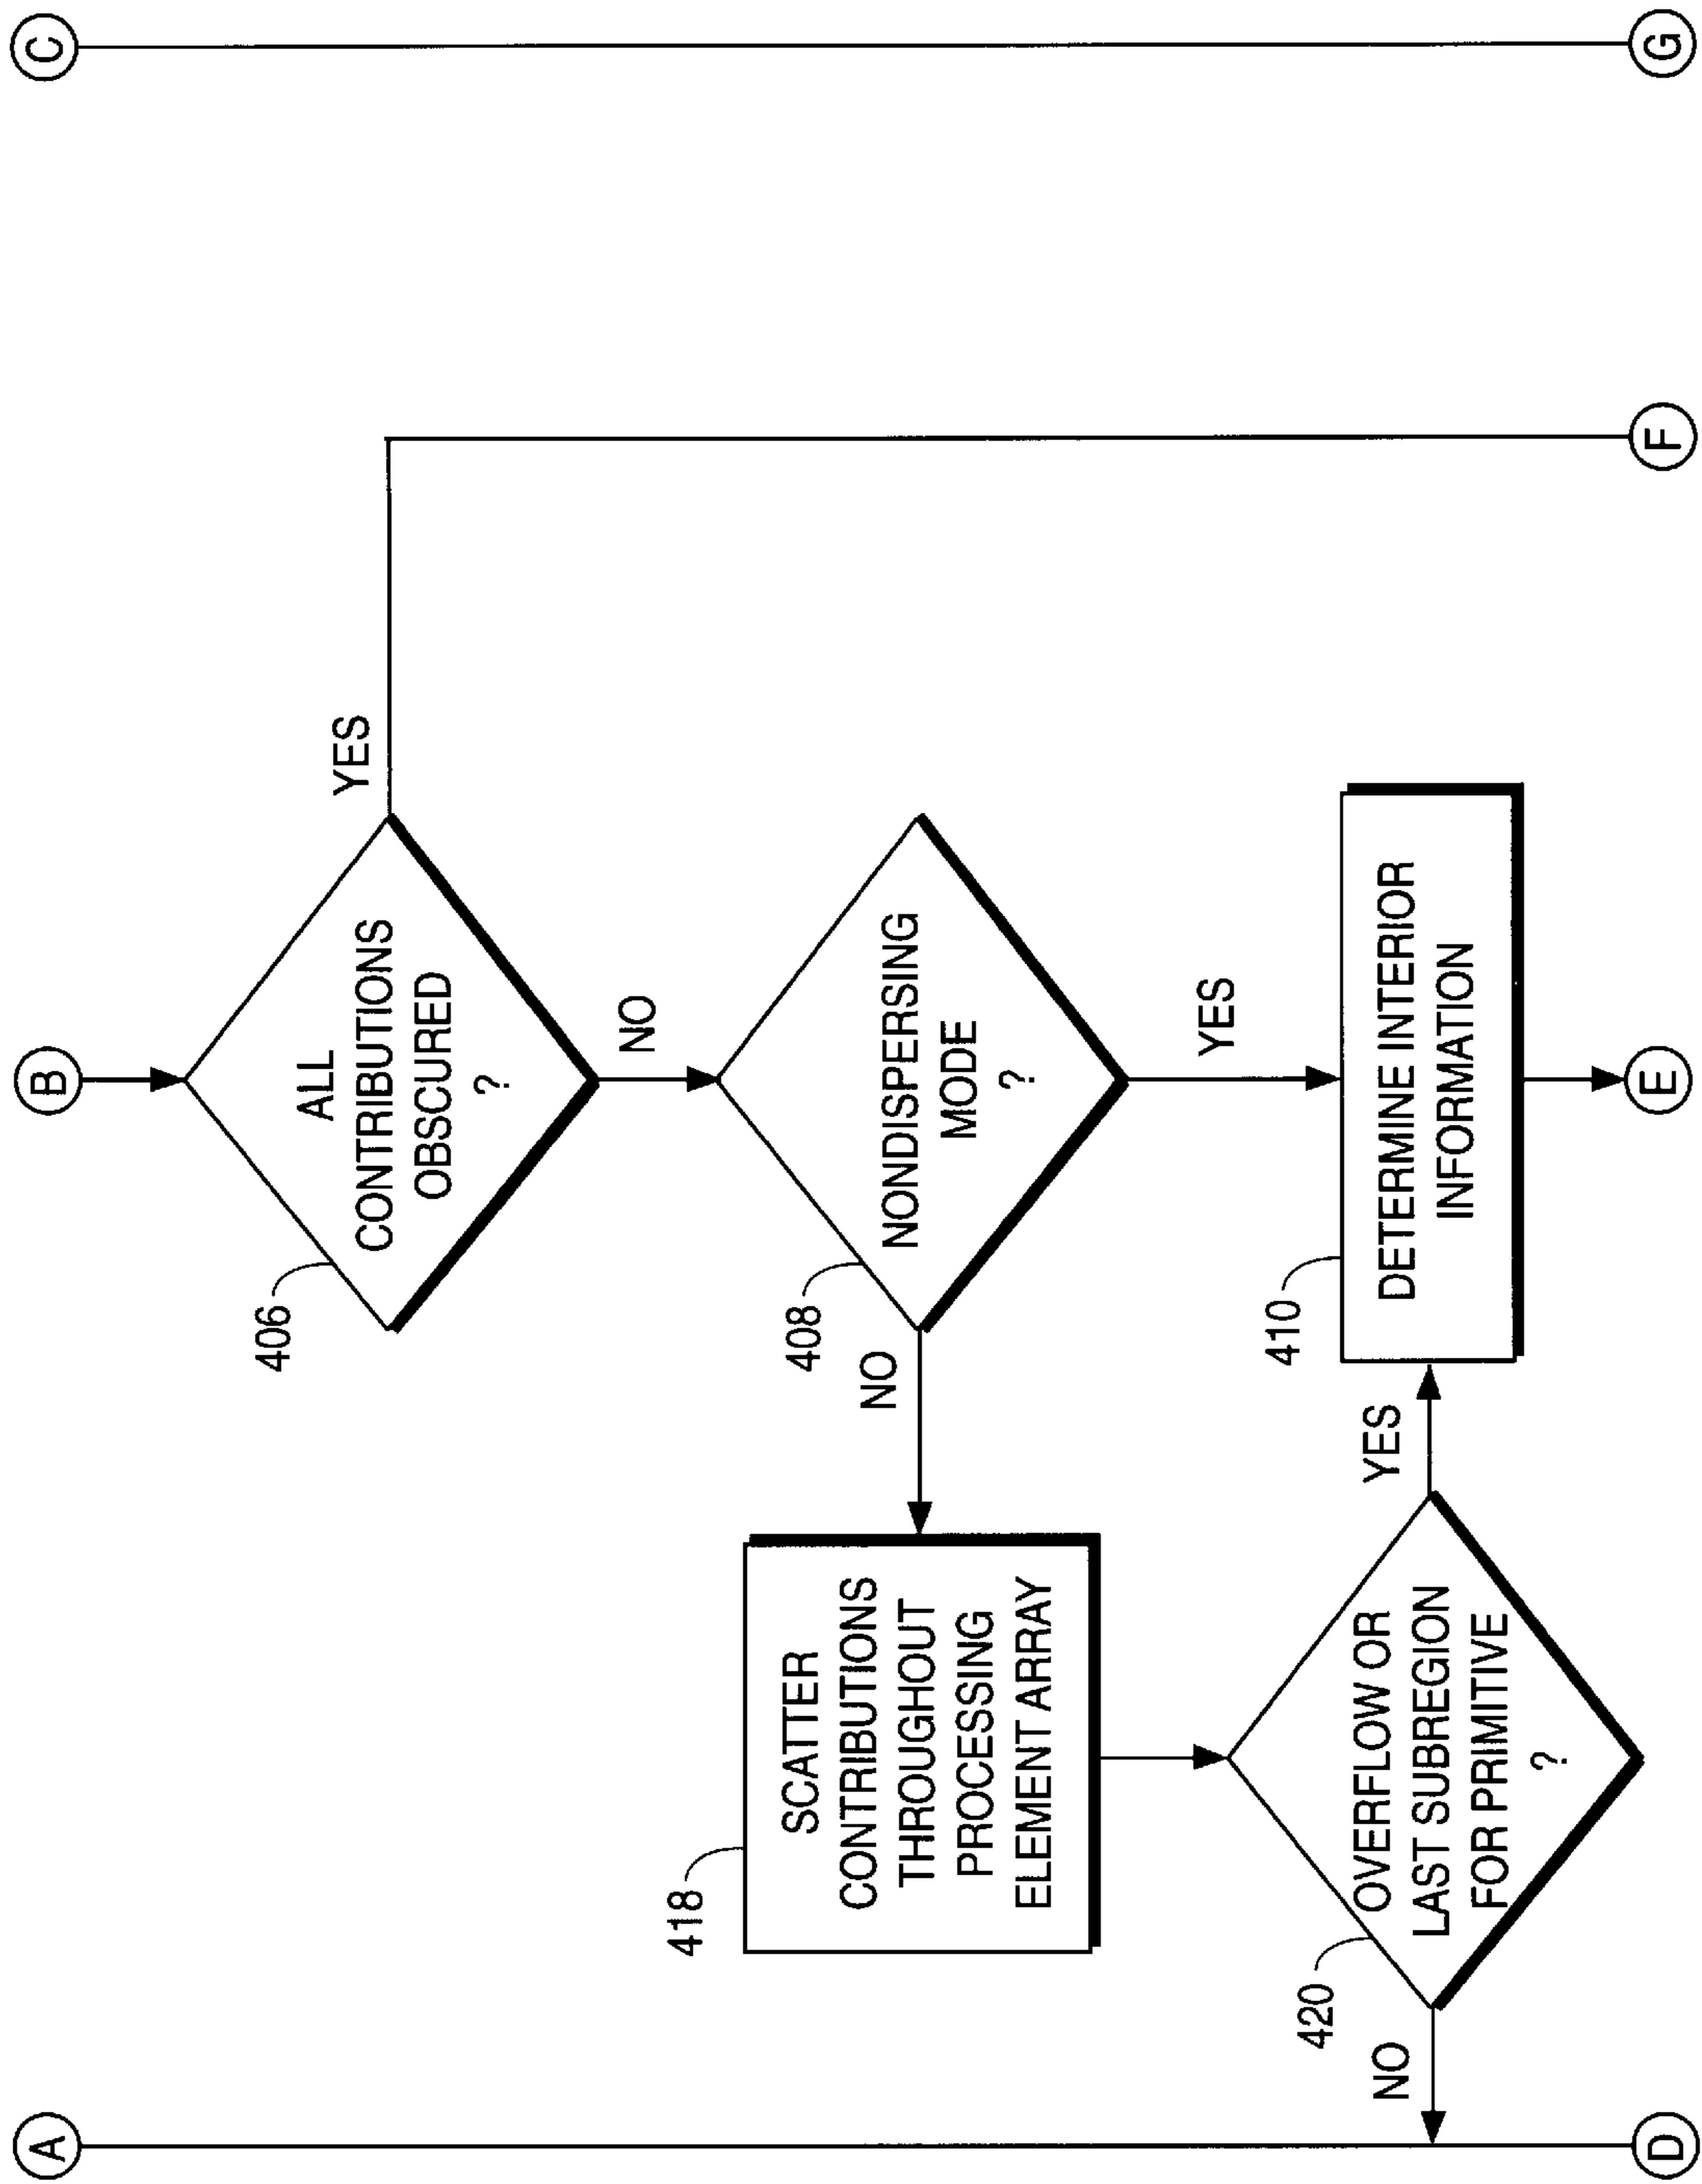 A
B
C
406
ALL
CONTRIBUTIONS
OBSCURED
?
YES
NO
408
NONDISPERSING
MODE
?
NO
YES
418
SCATTER
CONTRIBUTIONS
THROUGHOUT
PROCESSING
ELEMENT ARRAY
410
DETERMINE INTERIOR
INFORMATION
420
OVERFLOW OR
LAST SUBREGION
FOR PRIMITIVE
?
YES
NO
D
E
F
G